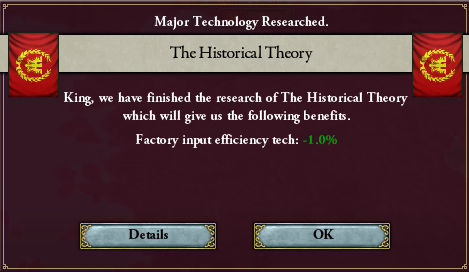 Major Technology Researched.
The Historical Theory
King, we have finished the research of The Historical Theory
which will give us the following benefits.
Factory input efficiency tech: -1.0%
Details
OK